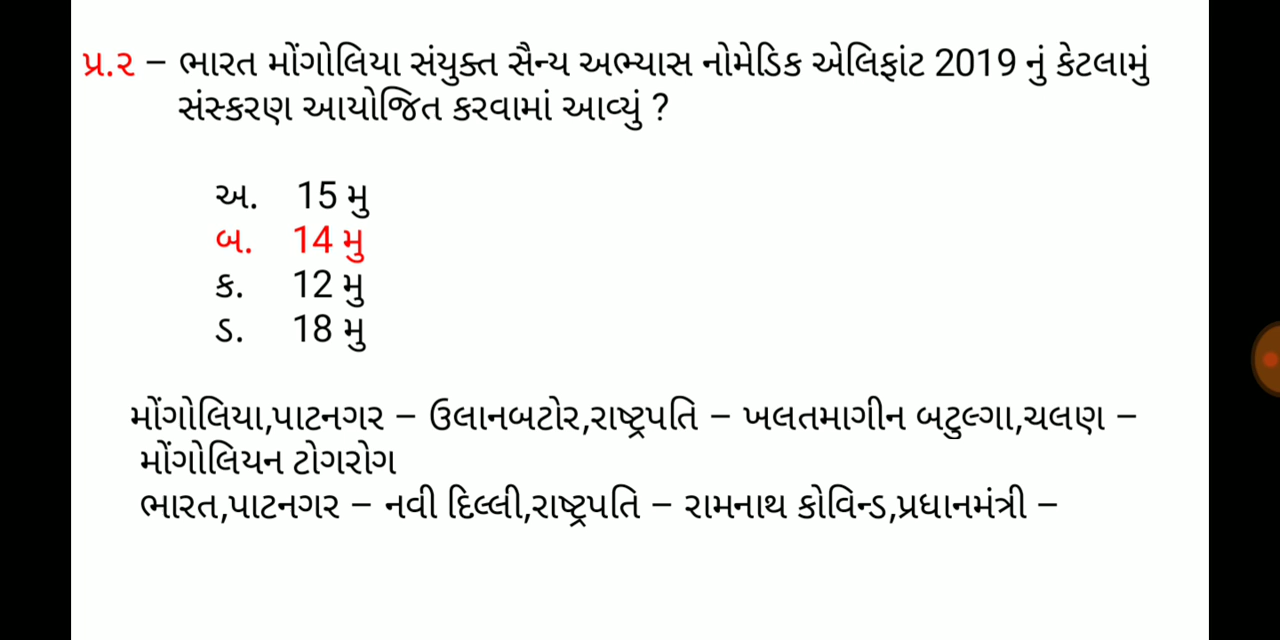 પ્ર.૨ – ભારત મોંગોલિયા સંયુક્ત સૈન્ય અભ્યાસ નોમેડિક એલિફાંટ 2019 નું કેટલામું
સંસ્કરણ આયોજિત કરવામાં આવ્યું ?
અ. 15 મુ
બ. 14 મુ
ક. 12 મુ
ડ. 18 મુ
મોંગોલિયા,પાટનગર – ઉલાનબટોર,રાષ્ટ્રપતિ – ખલતમાગીન બટુલ્ગા,ચલણ –
મોંગોલિયન ટોગરોગ
ભારત,પાટનગર – નવી દિલ્લી,રાષ્ટ્રપતિ – રામનાથ કોવિન્ડ,પ્રધાનમંત્રી –